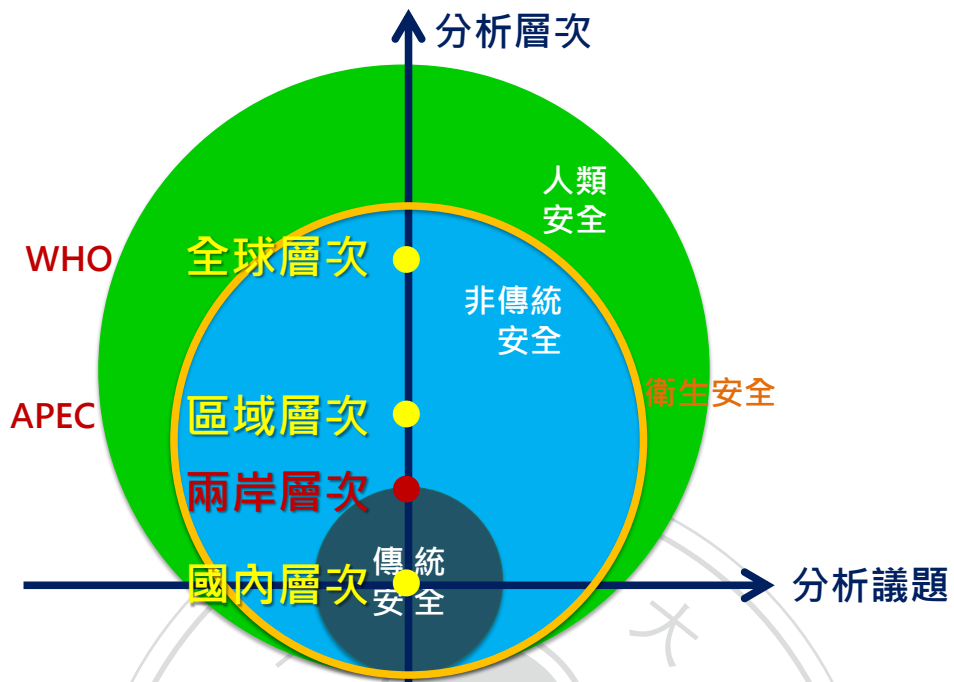 分析層次
人類
安全
WHO
全球層次
非傳統
安全
衛生安全
APEC
區域層次
兩岸層次
傳統
國內層次
安全
分析議題
大